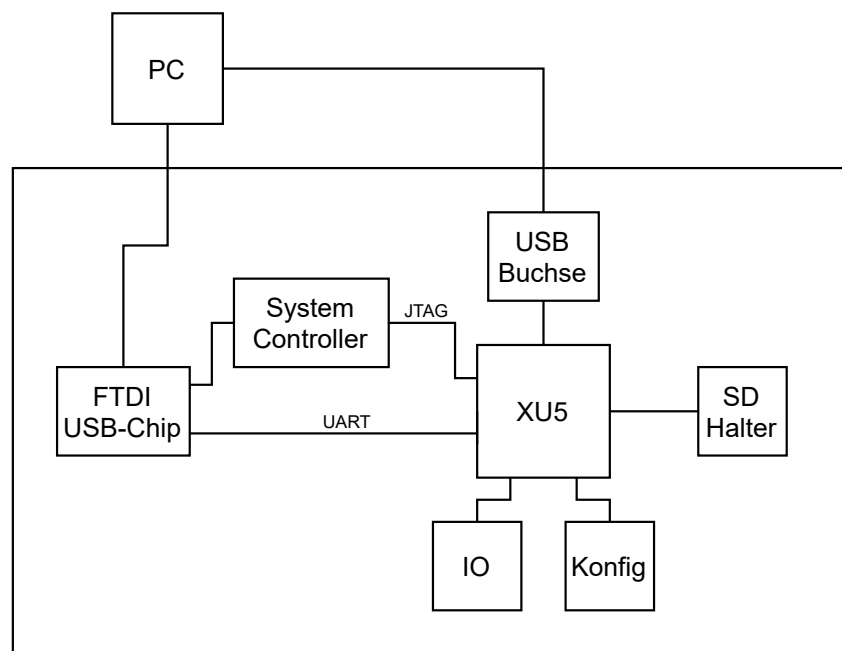 PC
USB
Buchse
System
Controller
JTAG
FTDI
USB-Chip
UART
XU5
SD
Halter
IO
Konfig